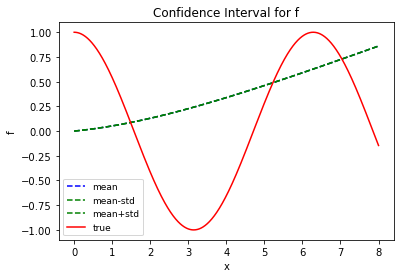 Confidence Interval for f
1.00
0.75
0.50
0.25
0.00
−0.25
−0.50
−0.75
−1.00
f
mean
mean-std
mean+std
true
0 1 2 3 4 5 6 7 8
x